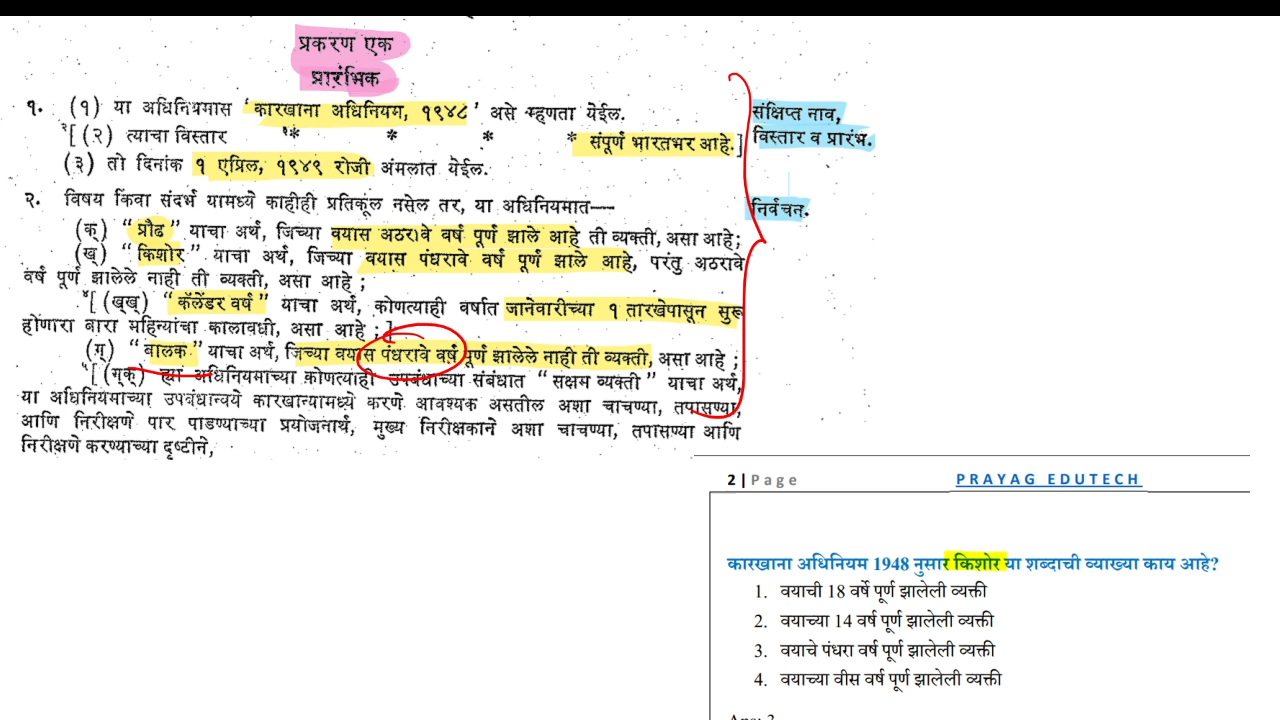 प्रकरण एक
प्रारंभिक
१. (१) या अधिनियमास ' कारखाना अधिनियम, १९४८ ' असे म्हणता येईल.
संक्षिप्त नाव,
२[ (२) त्याचा विस्तार १* * * * संपूर्ण भारतभर आहे.]
विस्तार व प्रारंभ.
(३) तो दिनांक १ एप्रिल, १९४९ रोजी अंमलात येईल.
२. विषय किंवा संदर्भ यामध्ये काहीही प्रतिकूल नसेल तर, या अधिनियमात—
निर्वचन.
(क) “प्रौढ” याचा अर्थ, जिच्या वयास अठरावे वर्ष पूर्ण झाले आहे ती व्यक्ती, असा आहे;
(ख) “किशोर” याचा अर्थ, जिच्या वयास पंधरावे वर्ष पूर्ण झाले आहे, परंतु अठरावे
वर्ष पूर्ण झालेले नाही ती व्यक्ती, असा आहे ;
४[ (खख) “कॅलेंडर वर्ष” याचा अर्थ, कोणत्याही वर्षात जानेवारीच्या १ तारखेपासून सुरू
होणारा बारा महिन्यांचा कालावधी, असा आहे ; ]
(ग) “बालक” याचा अर्थ, जिच्या वयास पंधरावे वर्ष पूर्ण झालेले नाही ती व्यक्ती, असा आहे ;
५[ (गक) ह्या अधिनियमाच्या कोणत्याही उपबंधाच्या संबंधात “सक्षम व्यक्ती” याचा अर्थ,
या अधिनियमाच्या उपबंधान्वये कारखान्यामध्ये करणे आवश्यक असतील अशा चाचण्या, तपासण्या,
आणि निरीक्षणे पार पाडण्याच्या प्रयोजनार्थ, मुख्य निरीक्षकाने अशा चाचण्या, तपासण्या आणि
निरीक्षणे करण्याच्या दृष्टीने,
2 | Page PRAYAG EDUTECH
कारखाना अधिनियम 1948 नुसार किशोर या शब्दाची व्याख्या काय आहे?
1. वयाची 18 वर्षे पूर्ण झालेली व्यक्ती
2. वयाच्या 14 वर्ष पूर्ण झालेली व्यक्ती
3. वयाचे पंधरा वर्ष पूर्ण झालेली व्यक्ती
4. वयाच्या वीस वर्ष पूर्ण झालेली व्यक्ती
Ans: 3